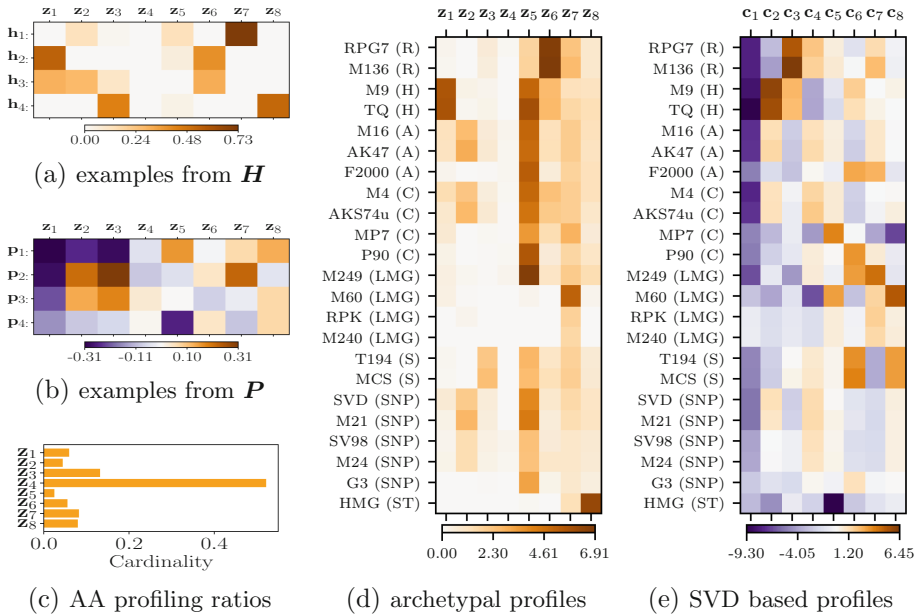 z1 z2 z3 z4 z5 z6 z7 z8
h1:
h2:
h3:
h4:
0.00 0.24 0.48 0.73
(a) examples from H
z1 z2 z3 z4 z5 z6 z7 z8
p1:
p2:
p3:
p4:
-0.31 -0.11 0.10 0.31
(b) examples from P
z1
z2
z3
z4
z5
z6
z7
z8
0.0 0.2 0.4
Cardinality
(c) AA profiling ratios
z1 z2 z3 z4 z5 z6 z7 z8
RPG7 (R)
M136 (R)
M9 (H)
TQ (H)
M16 (A)
AK47 (A)
F2000 (A)
M4 (C)
AKS74u (C)
MP7 (C)
P90 (C)
M249 (LMG)
M60 (LMG)
RPK (LMG)
M240 (LMG)
T194 (S)
MCS (S)
SVD (SNP)
M21 (SNP)
SV98 (SNP)
M24 (SNP)
G3 (SNP)
HMG (ST)
0.00 2.30 4.61 6.91
(d) archetypal profiles
c1 c2 c3 c4 c5 c6 c7 c8
RPG7 (R)
M136 (R)
M9 (H)
TQ (H)
M16 (A)
AK47 (A)
F2000 (A)
M4 (C)
AKS74u (C)
MP7 (C)
P90 (C)
M249 (LMG)
M60 (LMG)
RPK (LMG)
M240 (LMG)
T194 (S)
MCS (S)
SVD (SNP)
M21 (SNP)
SV98 (SNP)
M24 (SNP)
G3 (SNP)
HMG (ST)
-9.30 -4.05 1.20 6.45
(e) SVD based profiles